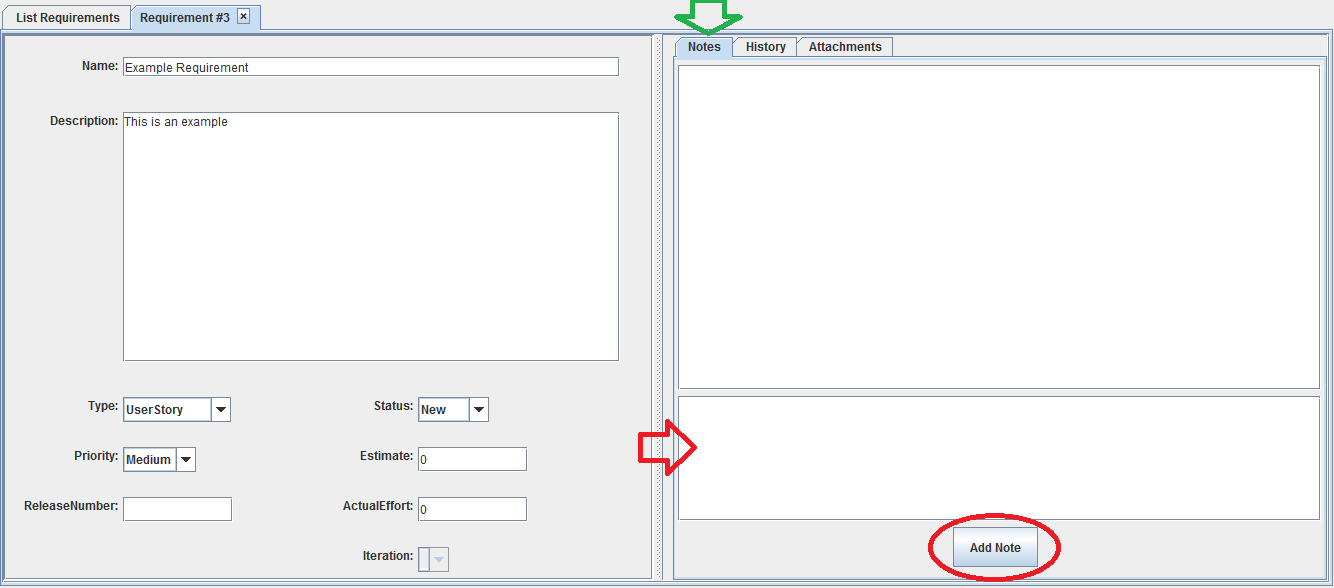 List Requirements
Requirement #3
Name: Example Requirement
Description: This is an example
Type: UserStory
Status: New
Priority: Medium
Estimate: 0
ReleaseNumber:
ActualEffort: 0
Iteration:
Notes
History
Attachments
Add Note